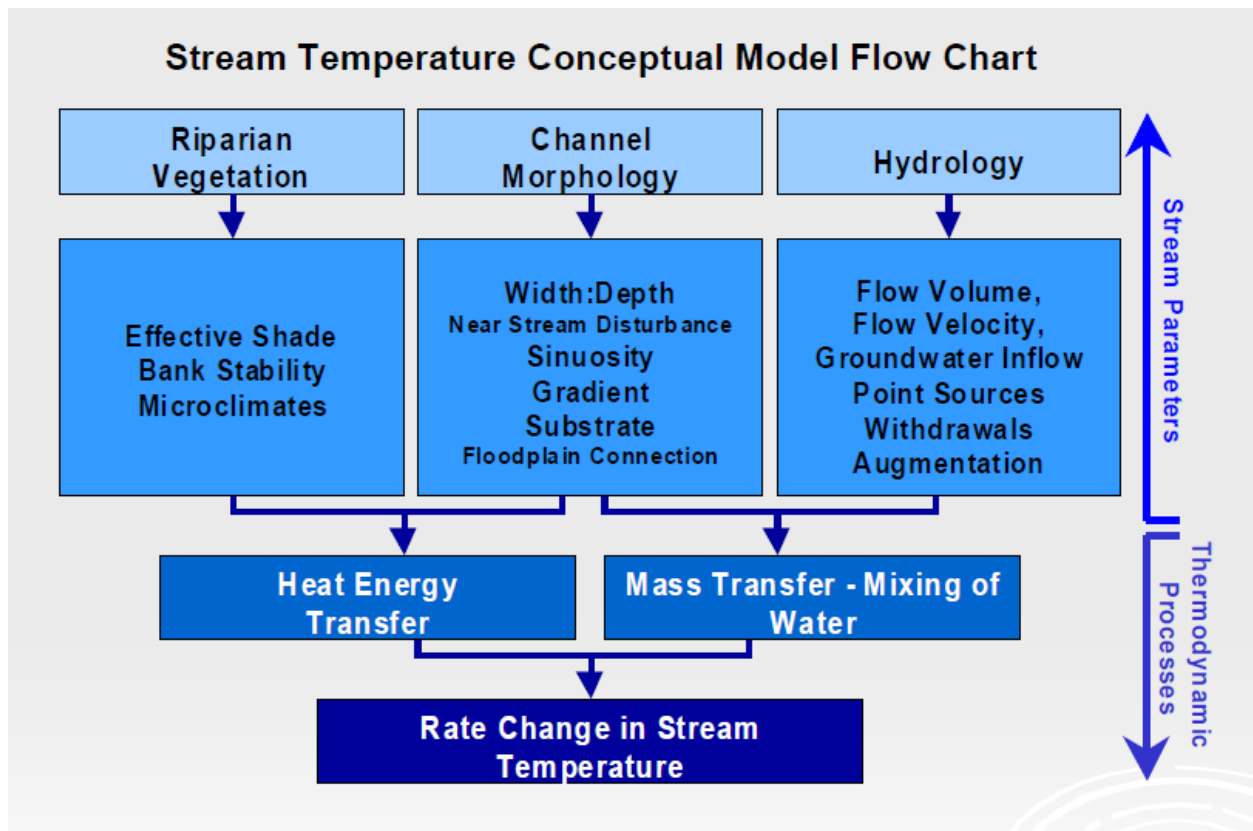 Stream Temperature Conceptual Model Flow Chart
Riparian
Vegetation
Channel
Morphology
Hydrology
Effective Shade
Bank Stability
Microclimates
Width:Depth
Near Stream Disturbance
Sinuosity
Gradient
Substrate
Floodplain Connection
Flow Volume,
Flow Velocity,
Groundwater Inflow
Point Sources
Withdrawals
Augmentation
Stream Parameters
Heat Energy
Transfer
Mass Transfer - Mixing of
Water
Rate Change in Stream
Temperature
Thermodynamic
Processes